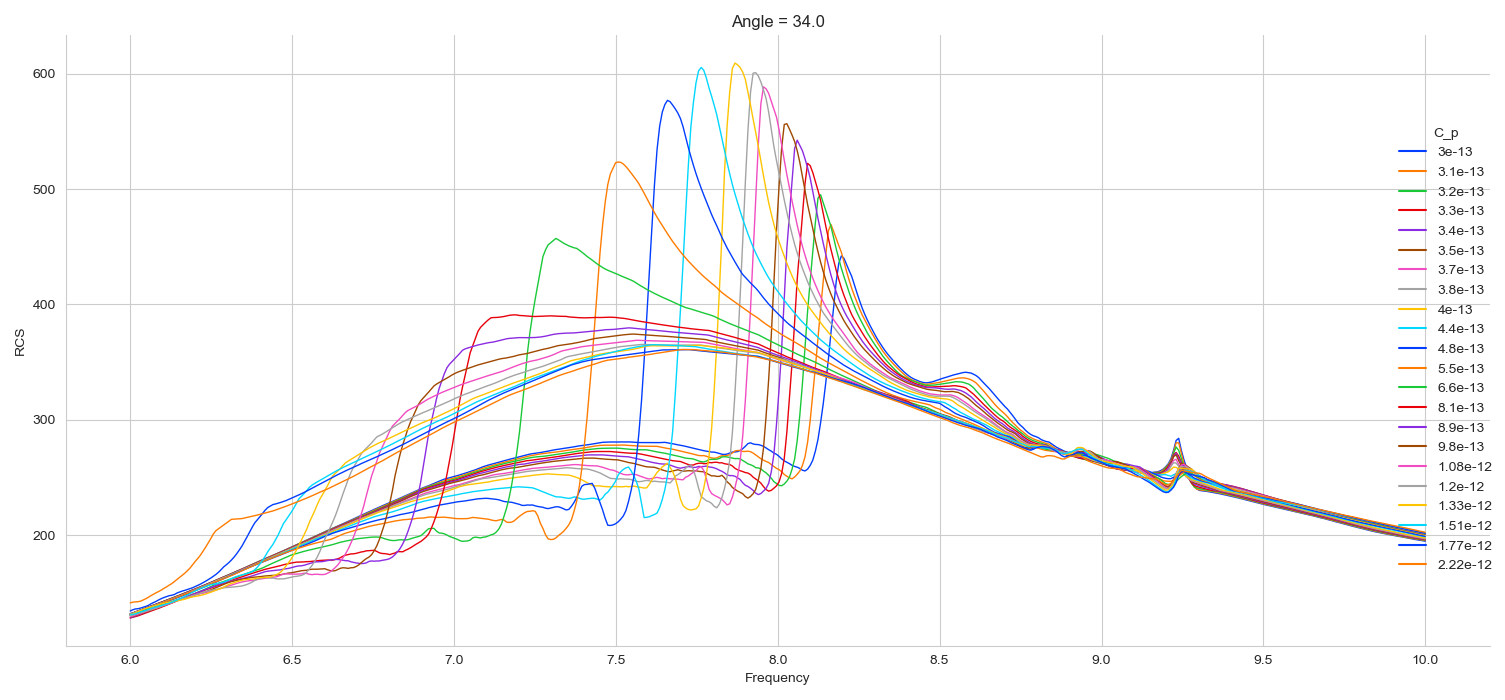 Angle = 34.0
600
500
400
300
200
RCS
6.0 6.5 7.0 7.5 8.0 8.5 9.0 9.5 10.0
Frequency
C_p
3e-13
3.1e-13
3.2e-13
3.3e-13
3.4e-13
3.5e-13
3.7e-13
3.8e-13
4e-13
4.4e-13
4.8e-13
5.5e-13
6.6e-13
8.1e-13
8.9e-13
9.8e-13
1.08e-12
1.2e-12
1.33e-12
1.51e-12
1.77e-12
2.22e-12